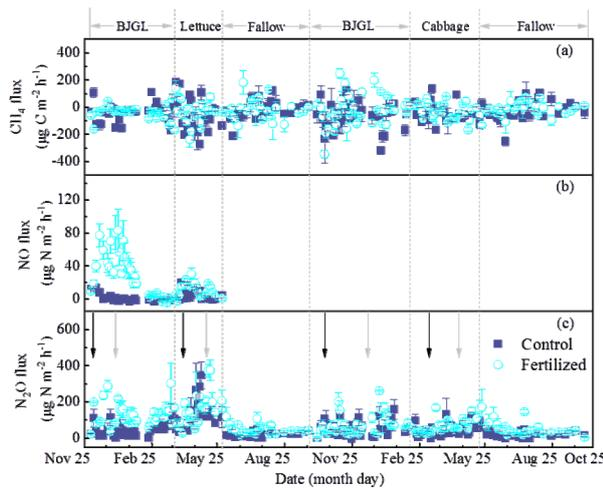 BJGL Lettuce Fallow BJGL Cabbage Fallow
(a)
400
200
0
-200
-400
CH₄ flux
(μg C m⁻² h⁻¹)
(b)
120
80
40
0
NO flux
(μg N m⁻² h⁻¹)
(c)
600
400
200
0
N₂O flux
(μg N m⁻² h⁻¹)
Control
Fertilized
Nov 25 Feb 25 May 25 Aug 25 Nov 25 Feb 25 May 25 Aug 25 Oct 25
Date (month day)